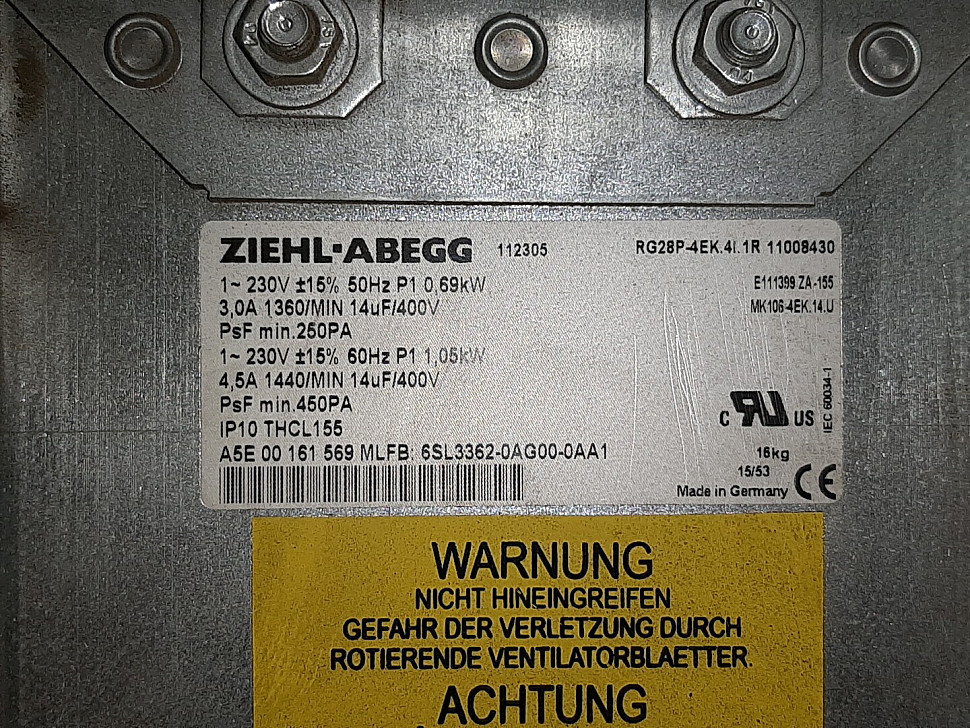 ZIEHL-ABEGG 112305 RG28P-4EK.4I.1R 11008430
1~ 230V ±15% 50Hz P1 0,69kW E111399 ZA-155
3,0A 1360/MIN 14uF/400V MK106-4EK.14.U
PsF min.250PA
1~ 230V ±15% 60Hz P1 1,05kW
4,5A 1440/MIN 14uF/400V
PsF min.450PA
IP10 THCL155
C RU US
IEC 60034-1
A5E 00 161 569 MLFB: 6SL3362-0AG00-0AA1
16kg
15/53
Made in Germany CE
WARNUNG
NICHT HINEINGREIFEN
GEFAHR DER VERLETZUNG DURCH
ROTIERENDE VENTILATORBLAETTER.
ACHTUNG